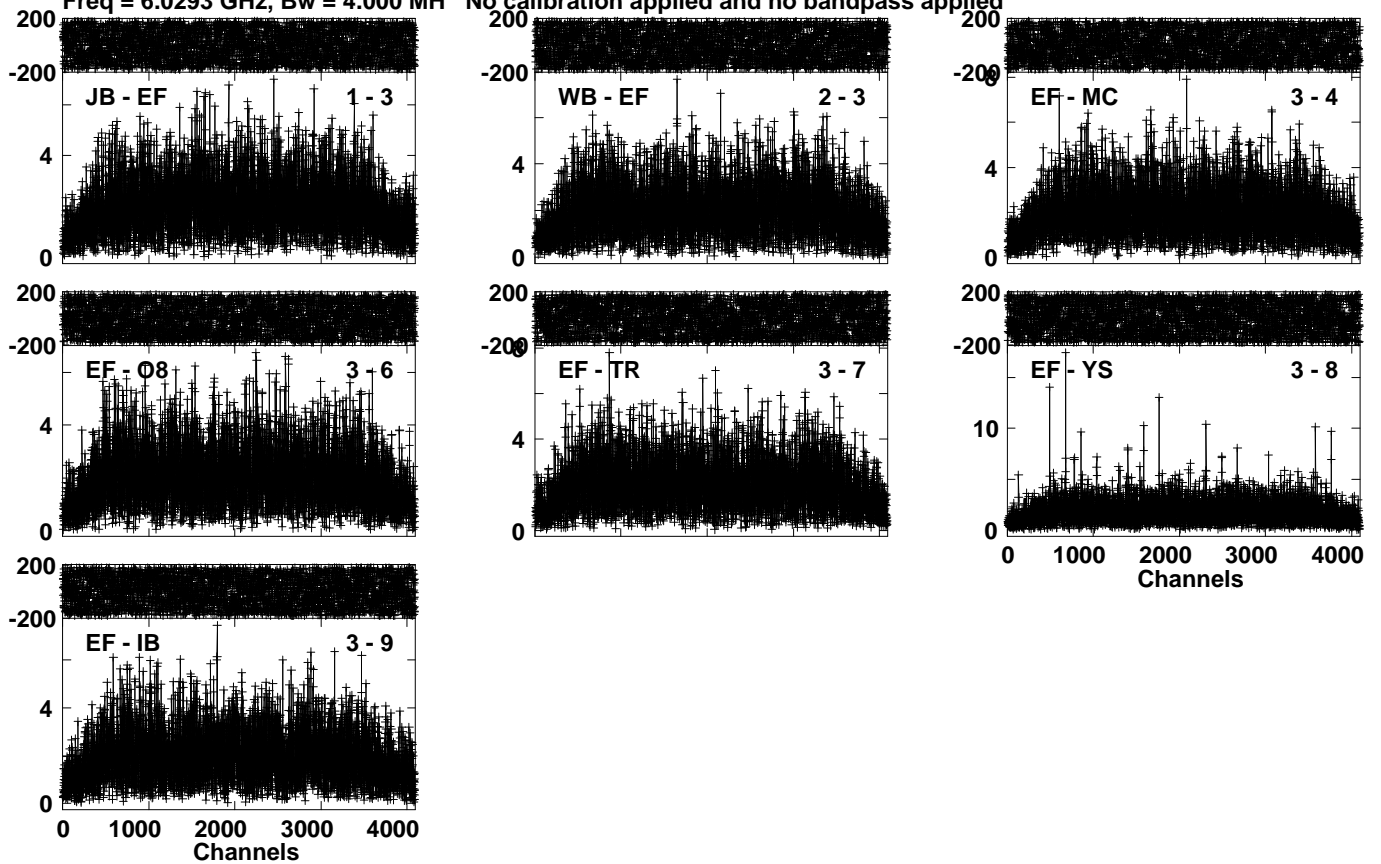 Freq = 6.0293 GHz, Bw = 4.000 MH No calibration applied and no bandpass applied
200
-200
JB - EF 1 - 3
4
0
200
-200
WB - EF 2 - 3
4
0
200
-200
8
EF - MC 3 - 4
4
0
200
-200
EF - O8 3 - 6
4
0
200
-200
8
EF - TR 3 - 7
4
0
200
-200
EF - YS 3 - 8
10
0
0 1000 2000 3000 4000
Channels
200
-200
EF - IB 3 - 9
4
0
0 1000 2000 3000 4000
Channels